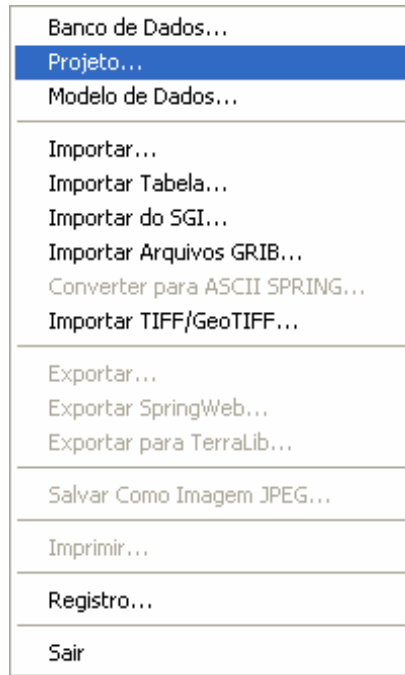 Banco de Dados...
Projeto...
Modelo de Dados...
Importar...
Importar Tabela...
Importar do SGI...
Importar Arquivos GRIB...
Converter para ASCII SPRING...
Importar TIFF/GeoTIFF...
Exportar...
Exportar SpringWeb...
Exportar para TerraLib...
Salvar Como Imagem JPEG...
Imprimir...
Registro...
Sair